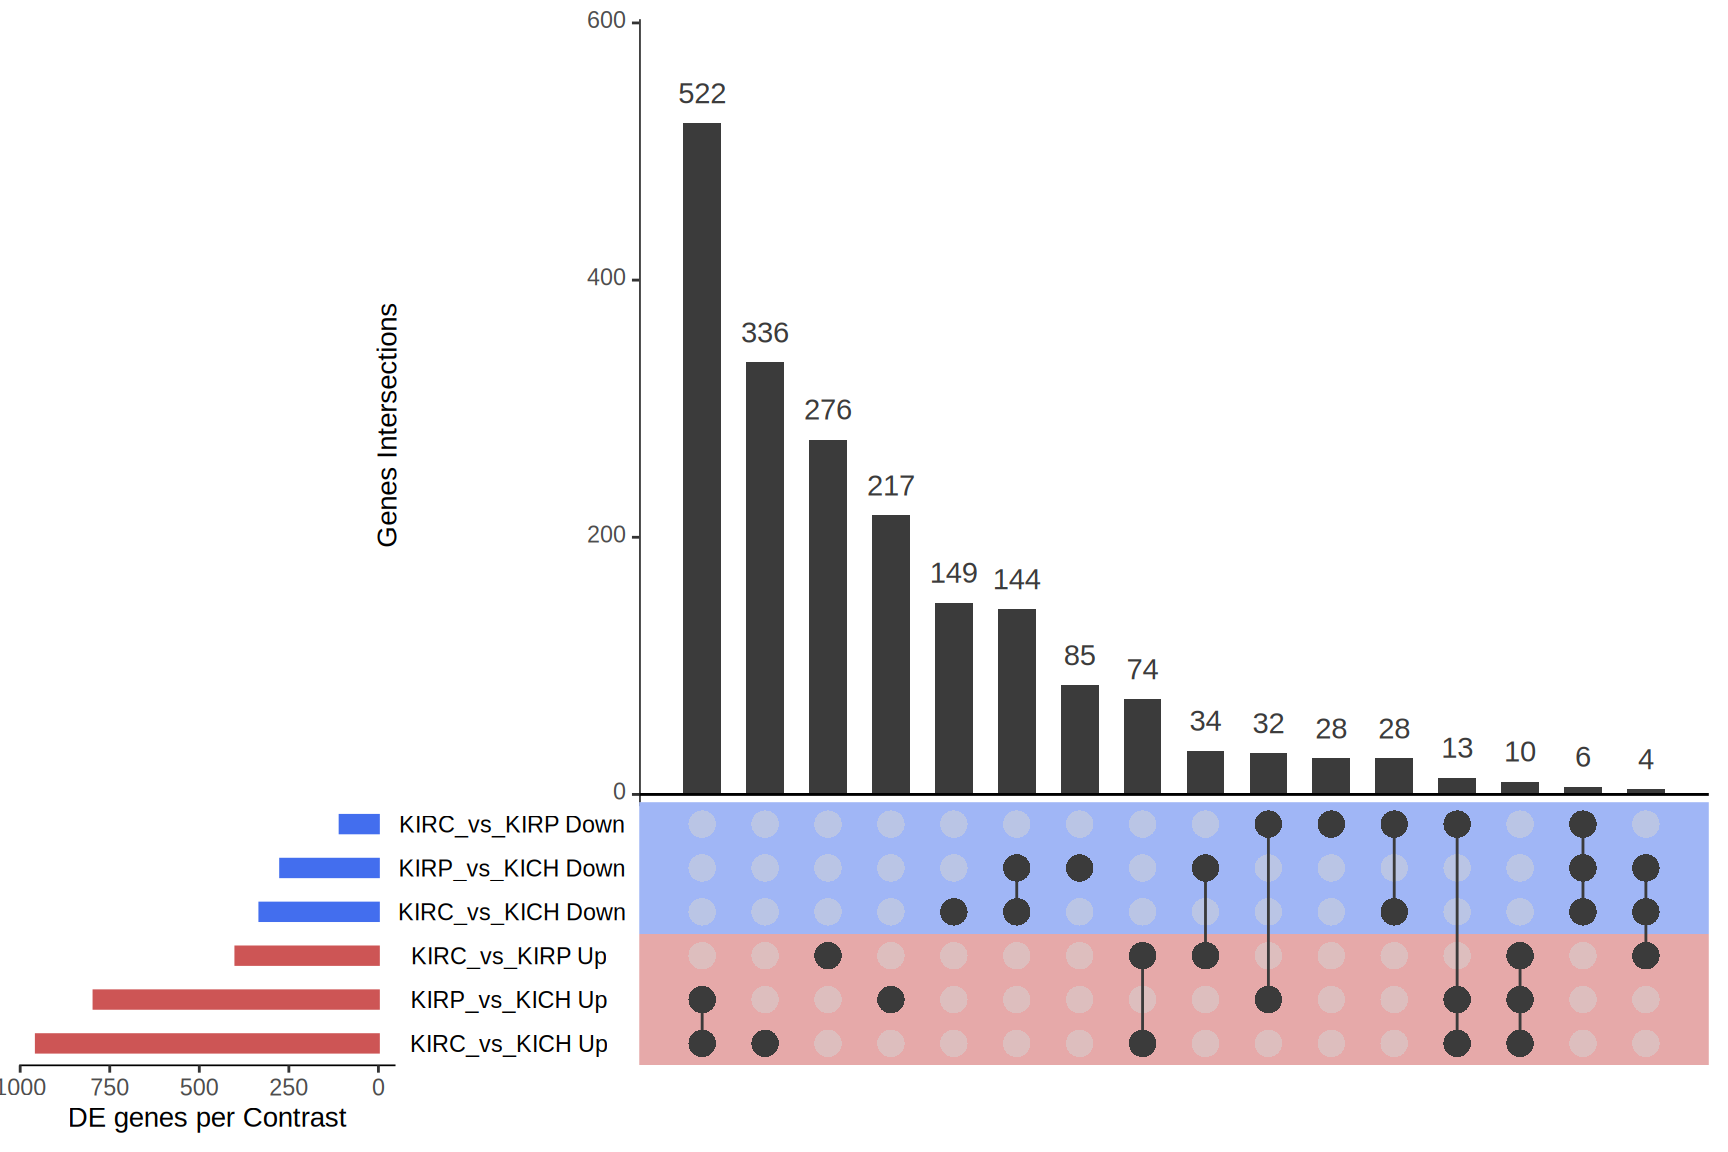 600
400
200
0
Genes Intersections
522
336
276
217
149
144
85
74
34
32
28
28
13
10
6
4
KIRC_vs_KIRP Down
KIRP_vs_KICH Down
KIRC_vs_KICH Down
KIRC_vs_KIRP Up
KIRP_vs_KICH Up
KIRC_vs_KICH Up
1000 750 500 250 0
DE genes per Contrast